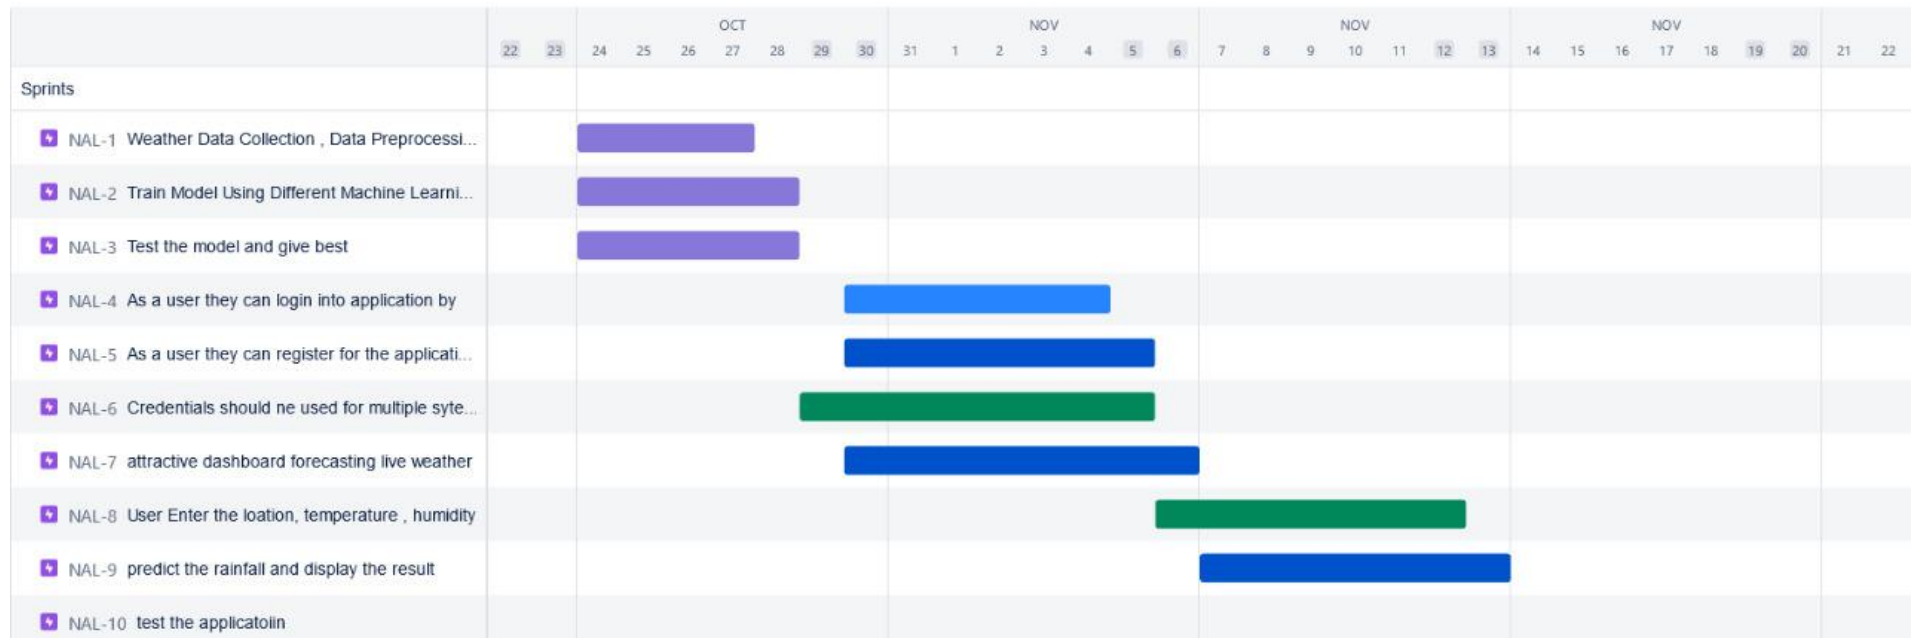 OCT NOV NOV NOV
22 23 24 25 26 27 28 29 30 31 1 2 3 4 5 6 7 8 9 10 11 12 13 14 15 16 17 18 19 20 21 22
Sprints
NAL-1 Weather Data Collection , Data Preprocessi...
NAL-2 Train Model Using Different Machine Learni...
NAL-3 Test the model and give best
NAL-4 As a user they can login into application by
NAL-5 As a user they can register for the applicati...
NAL-6 Credentials should ne used for multiple syte...
NAL-7 attractive dashboard forecasting live weather
NAL-8 User Enter the loation, temperature , humidity
NAL-9 predict the rainfall and display the result
NAL-10 test the applicatoiin